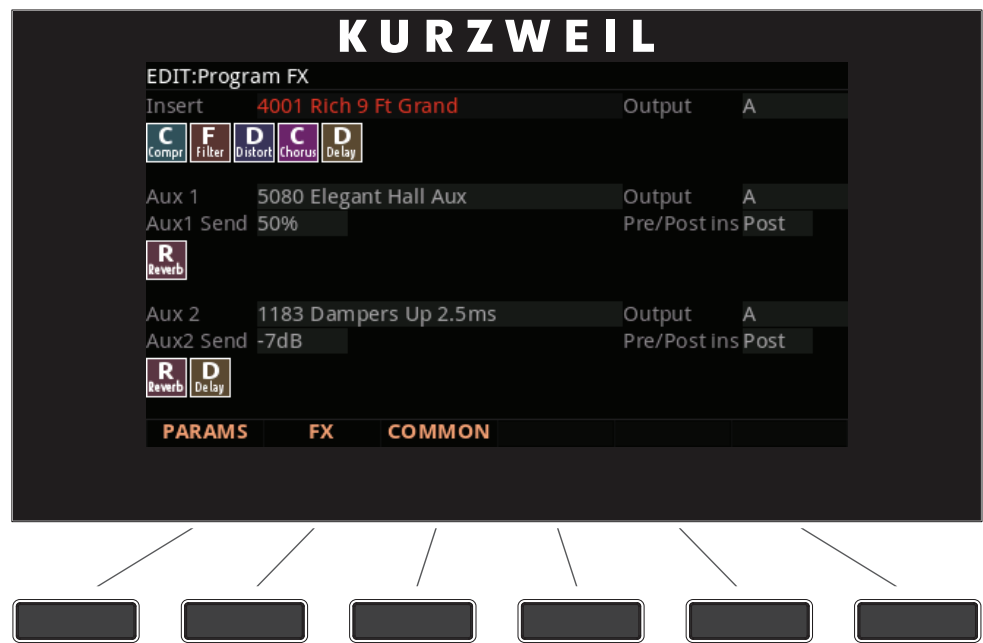 KURZWEIL
EDIT:Program FX
Insert 4001 Rich 9 Ft Grand Output A
C Compr F Filter D Distort C Chorus D Delay
Aux 1 5080 Elegant Hall Aux Output A
Aux1 Send 50% Pre/Post ins Post
R Reverb
Aux 2 1183 Dampers Up 2.5ms Output A
Aux2 Send -7dB Pre/Post ins Post
R Reverb D Delay
PARAMS FX COMMON